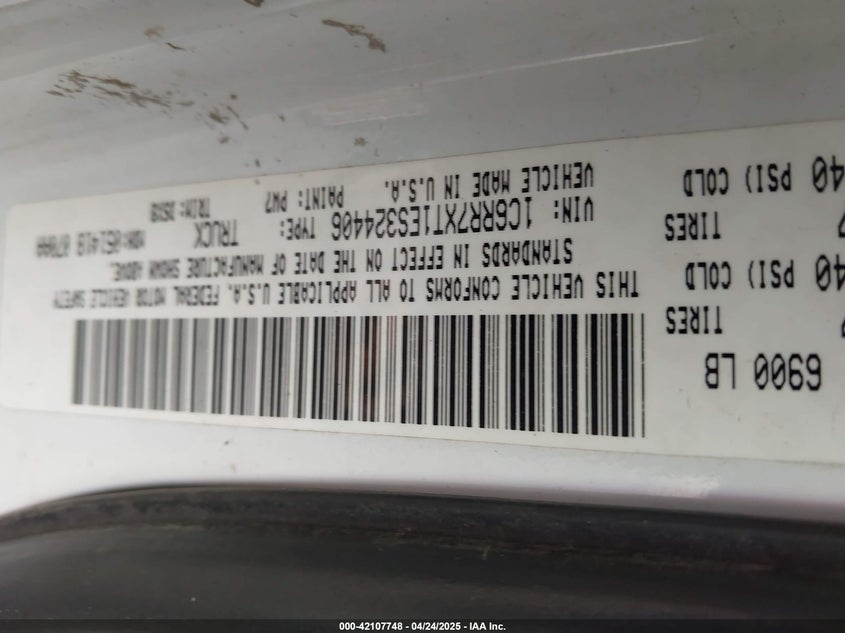 6900 LB
TIRES
40 PSI) COLD
TIRES
40 PSI) COLD
THIS VEHICLE CONFORMS TO ALL APPLICABLE U.S.A. FEDERAL MOTOR VEHICLE SAFETY
STANDARDS IN EFFECT ON THE DATE OF MANUFACTURE SHOWN ABOVE.
VIN: 1C6RR7XT1ES324406 TYPE: TRUCK
VEHICLE MADE IN U.S.A. PAINT: PW7 TRIM:
000-42107748 - 04/24/2025 - IAA Inc.